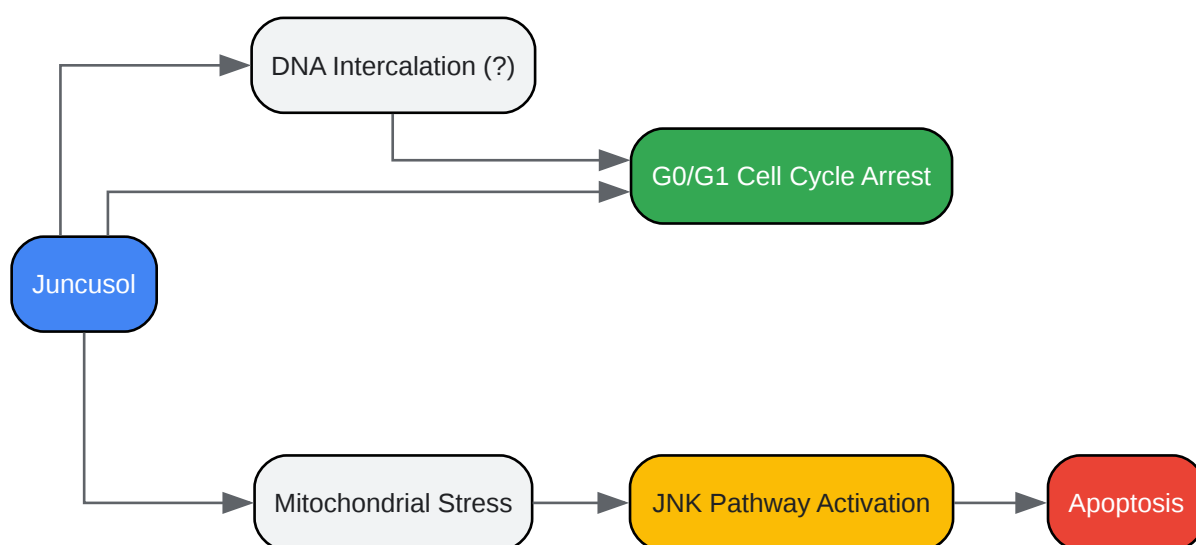 DNA Intercalation (?)
G0/G1 Cell Cycle Arrest
Juncusol
Mitochondrial Stress
JNK Pathway Activation
Apoptosis